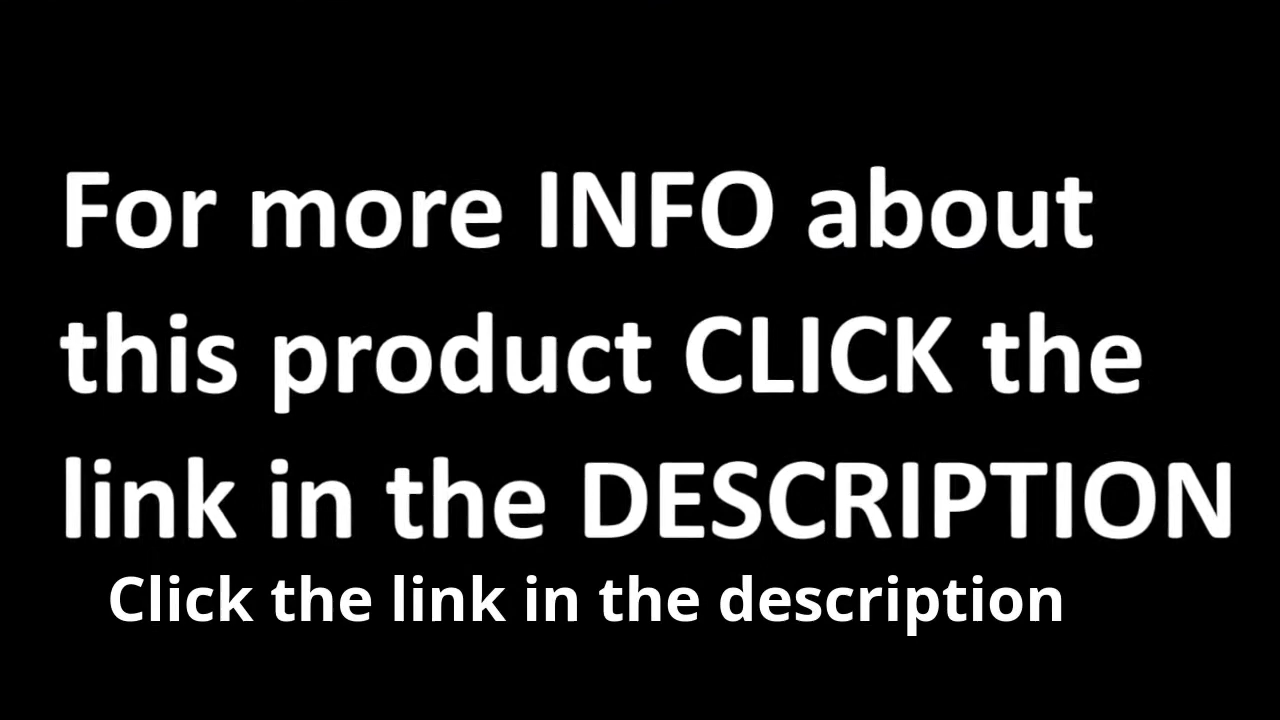 For more INFO about
this product CLICK the
link in the DESCRIPTION
Click the link in the description